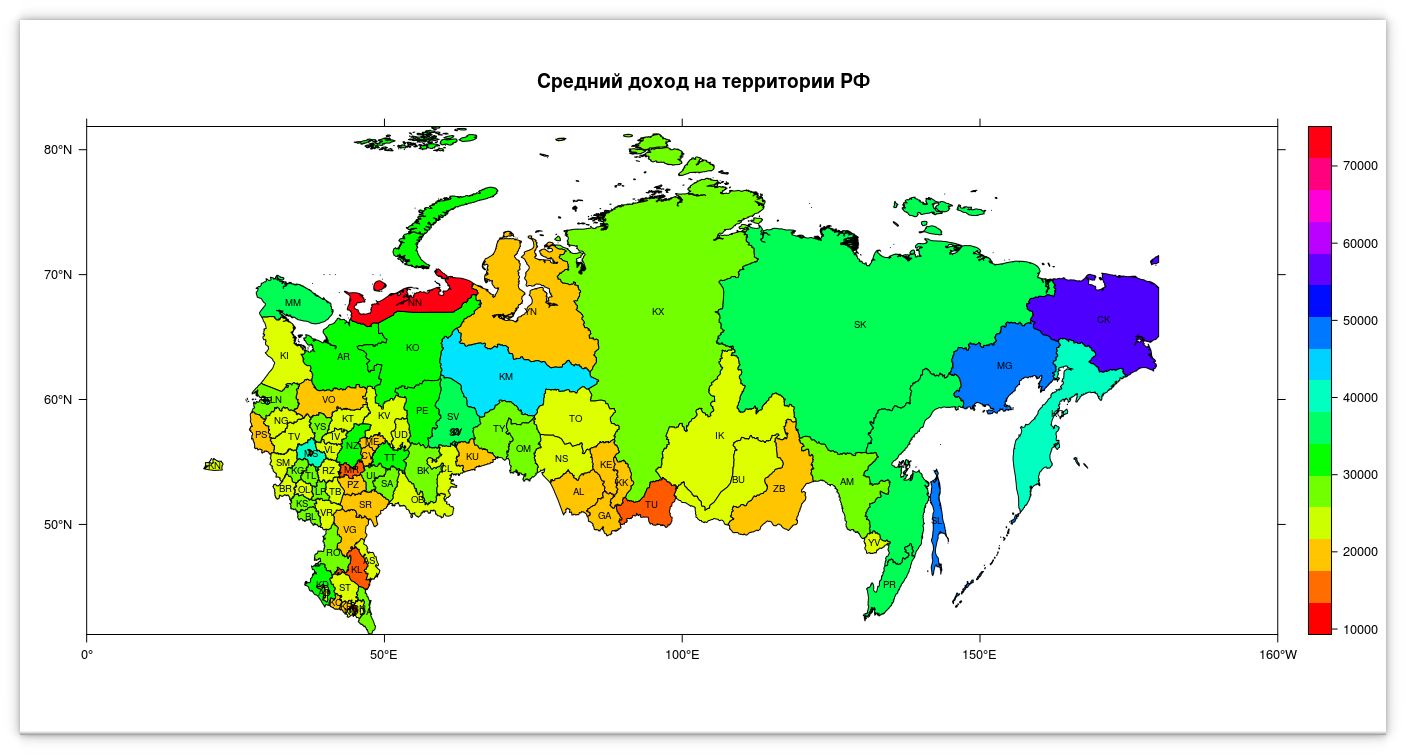 Средний доход на территории РФ
80°N
70°N
60°N
50°N
0°
50°E
100°E
150°E
160°W
70000
60000
50000
40000
30000
20000
10000
MM
NN
YN
KX
SK
CK
MG
KI
AR
KO
KM
VO
PE
SV
TY
TO
OM
NS
IK
BU
ZB
AM
SL
YV
PR
PS
NG
TV
YS
KT
KV
UD
IV
VL
NZ
ME
SM
KG
TL
RZ
CV
TT
BK
CL
KU
KE
KK
AL
GA
TU
BR
OL
LP
TB
PZ
UL
SA
OB
KS
VR
SR
BL
VG
RO
AS
KL
ST
KN